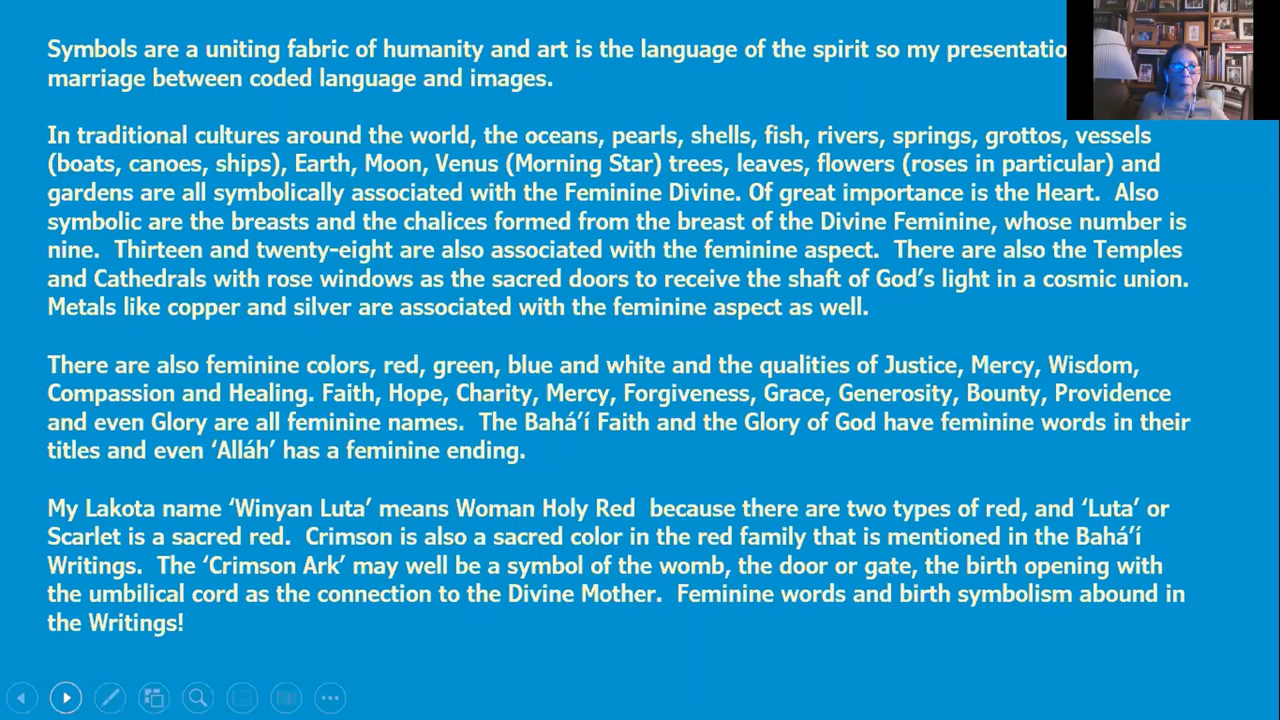 Symbols are a uniting fabric of humanity and art is the language of the spirit so my
marriage between coded language and images.
In traditional cultures around the world, the oceans, pearls, shells, fish, rivers, springs, grottos, vessels
(boats, canoes, ships), Earth, Moon, Venus (Morning Star) trees, leaves, flowers (roses in particular) and
gardens are all symbolically associated with the Feminine Divine. Of great importance is the Heart.  Also
symbolic are the breasts and the chalices formed from the breast of the Divine Feminine, whose number is
nine.  Thirteen and twenty-eight are also associated with the feminine aspect.  There are also the Temples
and Cathedrals with rose windows as the sacred doors to receive the shaft of God’s light in a cosmic union.
Metals like copper and silver are associated with the feminine aspect as well.
There are also feminine colors, red, green, blue and white and the qualities of Justice, Mercy, Wisdom,
Compassion and Healing. Faith, Hope, Charity, Mercy, Forgiveness, Grace, Generosity, Bounty, Providence
and even Glory are all feminine names.  The Bahá’í Faith and the Glory of God have feminine words in their
titles and even ‘Alláh’ has a feminine ending.
My Lakota name ‘Winyan Luta’ means Woman Holy Red  because there are two types of red, and ‘Luta’ or
Scarlet is a sacred red.  Crimson is also a sacred color in the red family that is mentioned in the Bahá’í
Writings.  The ‘Crimson Ark’ may well be a symbol of the womb, the door or gate, the birth opening with
the umbilical cord as the connection to the Divine Mother.  Feminine words and birth symbolism abound in
the Writings!